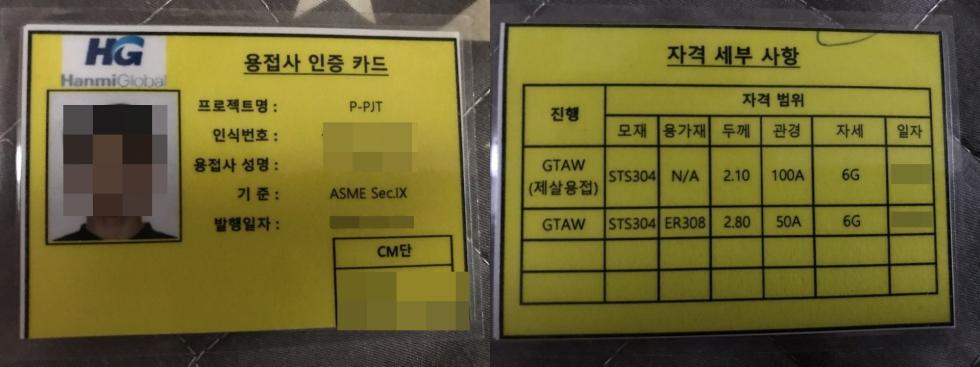 HG
HanmiGlobal
용접사 인증 카드
프로젝트명 : P-PJT
인식번호 :
용접사 성명 :
기 준 : ASME Sec.IX
발행일자 :
CM단
자격 세부 사항
진행 자격 범위
모재 용가재 두께 관경 자세 일자
GTAW
(제살용접) STS304 N/A 2.10 100A 6G
GTAW STS304 ER308 2.80 50A 6G